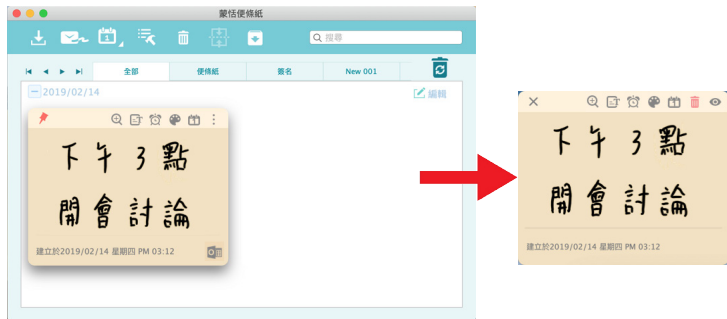 蒙恬便條紙
1
搜尋
全部
便條紙
簽名
New 001
2019/02/14
編輯
1
下午3點
開會討論
建立於2019/02/14 星期四 PM 03:12
1
下午3點
開會討論
建立於2019/02/14 星期四 PM 03:12